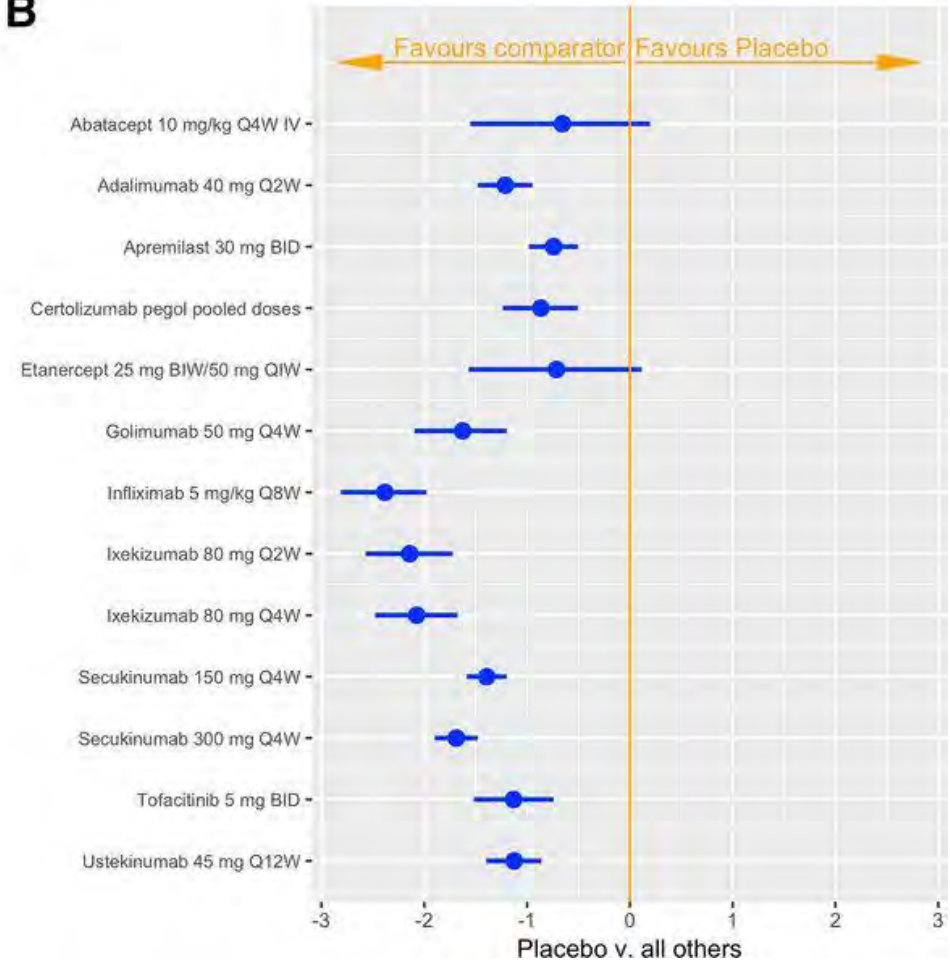 B
Favours comparator Favours Placebo
Abatacept 10 mg/kg Q4W IV
Adalimumab 40 mg Q2W
Apremilast 30 mg BID
Certolizumab pegol pooled doses
Etanercept 25 mg BIW/50 mg QIW
Golimumab 50 mg Q4W
Infliximab 5 mg/kg Q8W
Ixekizumab 80 mg Q2W
Ixekizumab 80 mg Q4W
Secukinumab 150 mg Q4W
Secukinumab 300 mg Q4W
Tofacitinib 5 mg BID
Ustekinumab 45 mg Q12W
-3 -2 -1 0 1 2 3
Placebo v. all others